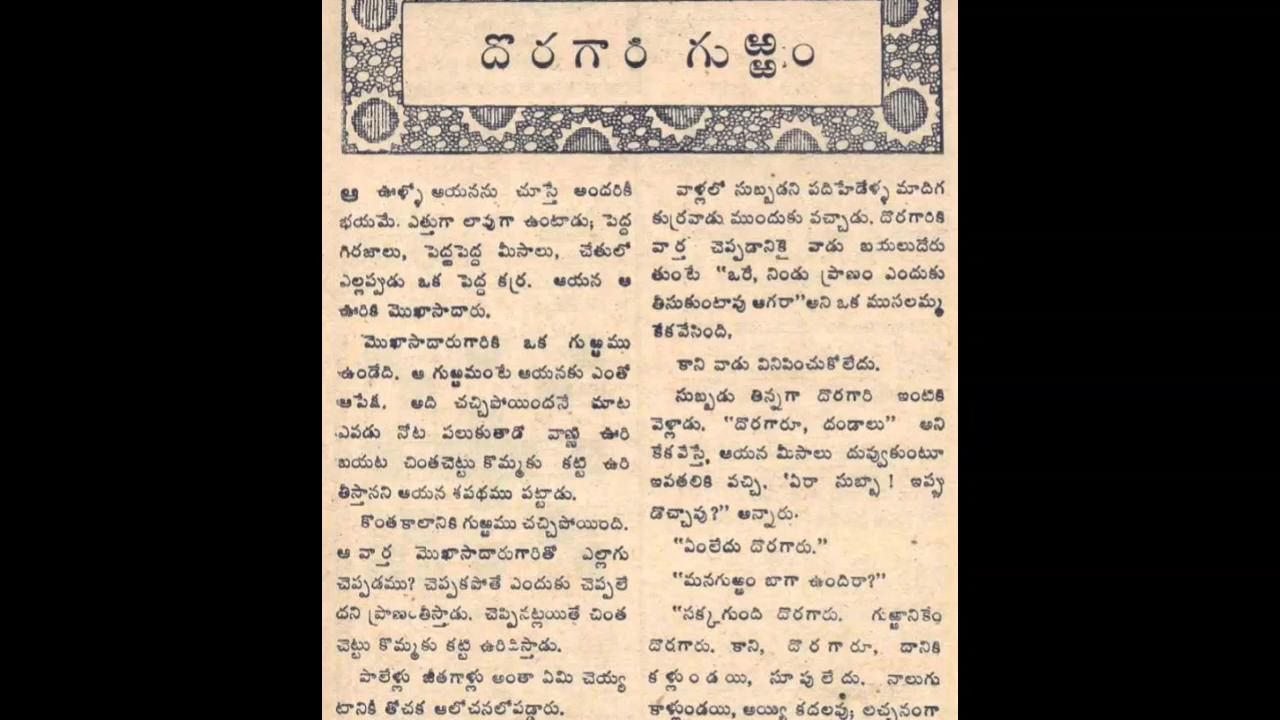 దొరగారి గుఱ్ఱం
ఆ ఊళ్ళో ఆయనను చూస్తే అందరికీ
భయమే. ఎత్తుగా లావుగా ఉంటాడు; పెద్ద
గిరజాలు, పెద్దపెద్ద మీసాలు, చేతులో
ఎల్లప్పుడు ఒక పెద్ద కర్ర. ఆయన ఆ
ఊరికి మొఖాసాదారు.
మొఖాసాదారుగారికి ఒక గుఱ్ఱము
ఉండేది. ఆ గుఱ్ఱమంటే ఆయనకు ఎంతో
ఆపేక్ష. అది చచ్చిపోయిందనే మాట
ఎవడు నోట పలుకుతాడో వాణ్ణి ఊరి
బయట చింతచెట్టు కొమ్మకు కట్టి ఉరి
తీస్తానని ఆయన శపథము పట్టాడు.
కొంతకాలానికి గుఱ్ఱము చచ్చిపోయింది.
ఆ వార్త మొఖాసాదారుగారితో ఎల్లాగు
చెప్పడము? చెప్పకపోతే ఎందుకు చెప్పలే
దని ప్రాణంతీస్తాడు. చెప్పినట్లయితే చింత
చెట్టు కొమ్మకు కట్టి ఉరితీస్తాడు.
పాలేళ్లు జీతగాళ్లు అంతా ఏమి చెయ్య
టానికి తోచక ఆలోచనలోపడ్డారు.
వాళ్లలో సుబ్బడని పదిహేడేళ్ళ మాదిగ
కుర్రవాడు ముందుకు వచ్చాడు. దొరగారికి
వార్త చెప్పడానికై వాడు బయలుదేరు
తుంటే "ఒరే, నిండు ప్రాణం ఎందుకు
తీసుకుంటావు ఆగరా" అని ఒక ముసలమ్మ
కేకవేసింది.
కాని వాడు వినిపించుకోలేదు.
సుబ్బడు తిన్నగా దొరగారి ఇంటికి
వెళ్లాడు. "దొరగారూ, దండాలు" అని
కేకవేస్తే, ఆయన మీసాలు దువ్వుకుంటూ
ఇవతలికి వచ్చి, 'ఏరా సుబ్బా! ఇప్పు
డొచ్చావు?" అన్నారు.
"ఏంలేదు దొరగారు."
"మనగుఱ్ఱం బాగా ఉందిరా?"
"సక్కగుంది దొరగారు. గుఱ్ఱానికేం
దొరగారు. కాని, దొరగారూ, దానికి
కళ్లుండయి, సూపులేదు. నాలుగు
కాళ్లుండయి, అయ్యి కదలవు; లచ్చనంగా